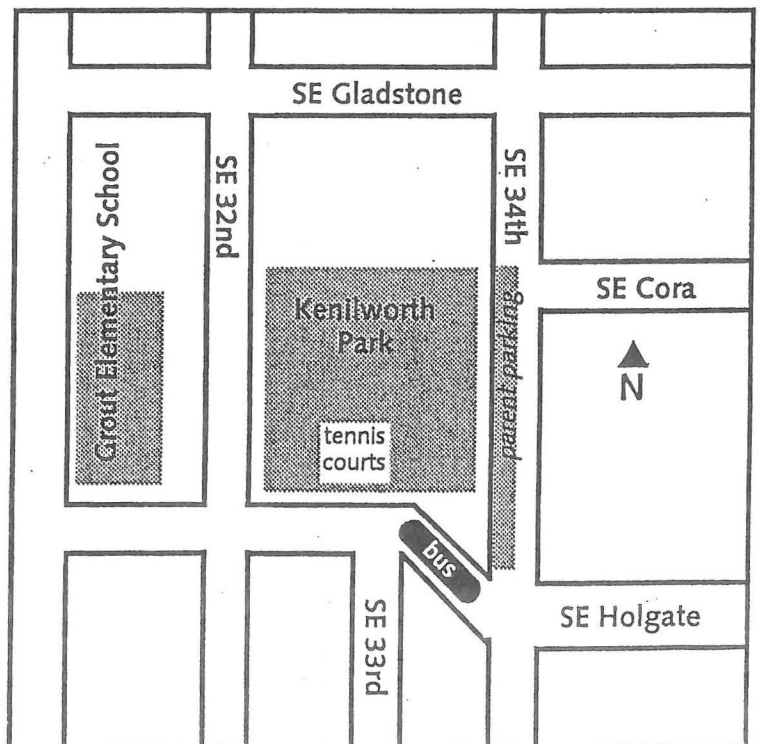 SE Gladstone
Grout Elementary School
SE 32nd
SE 34th
Kenilworth
Park
SE Cora
parent parking
N
tennis
courts
bus
SE 33rd
SE Holgate